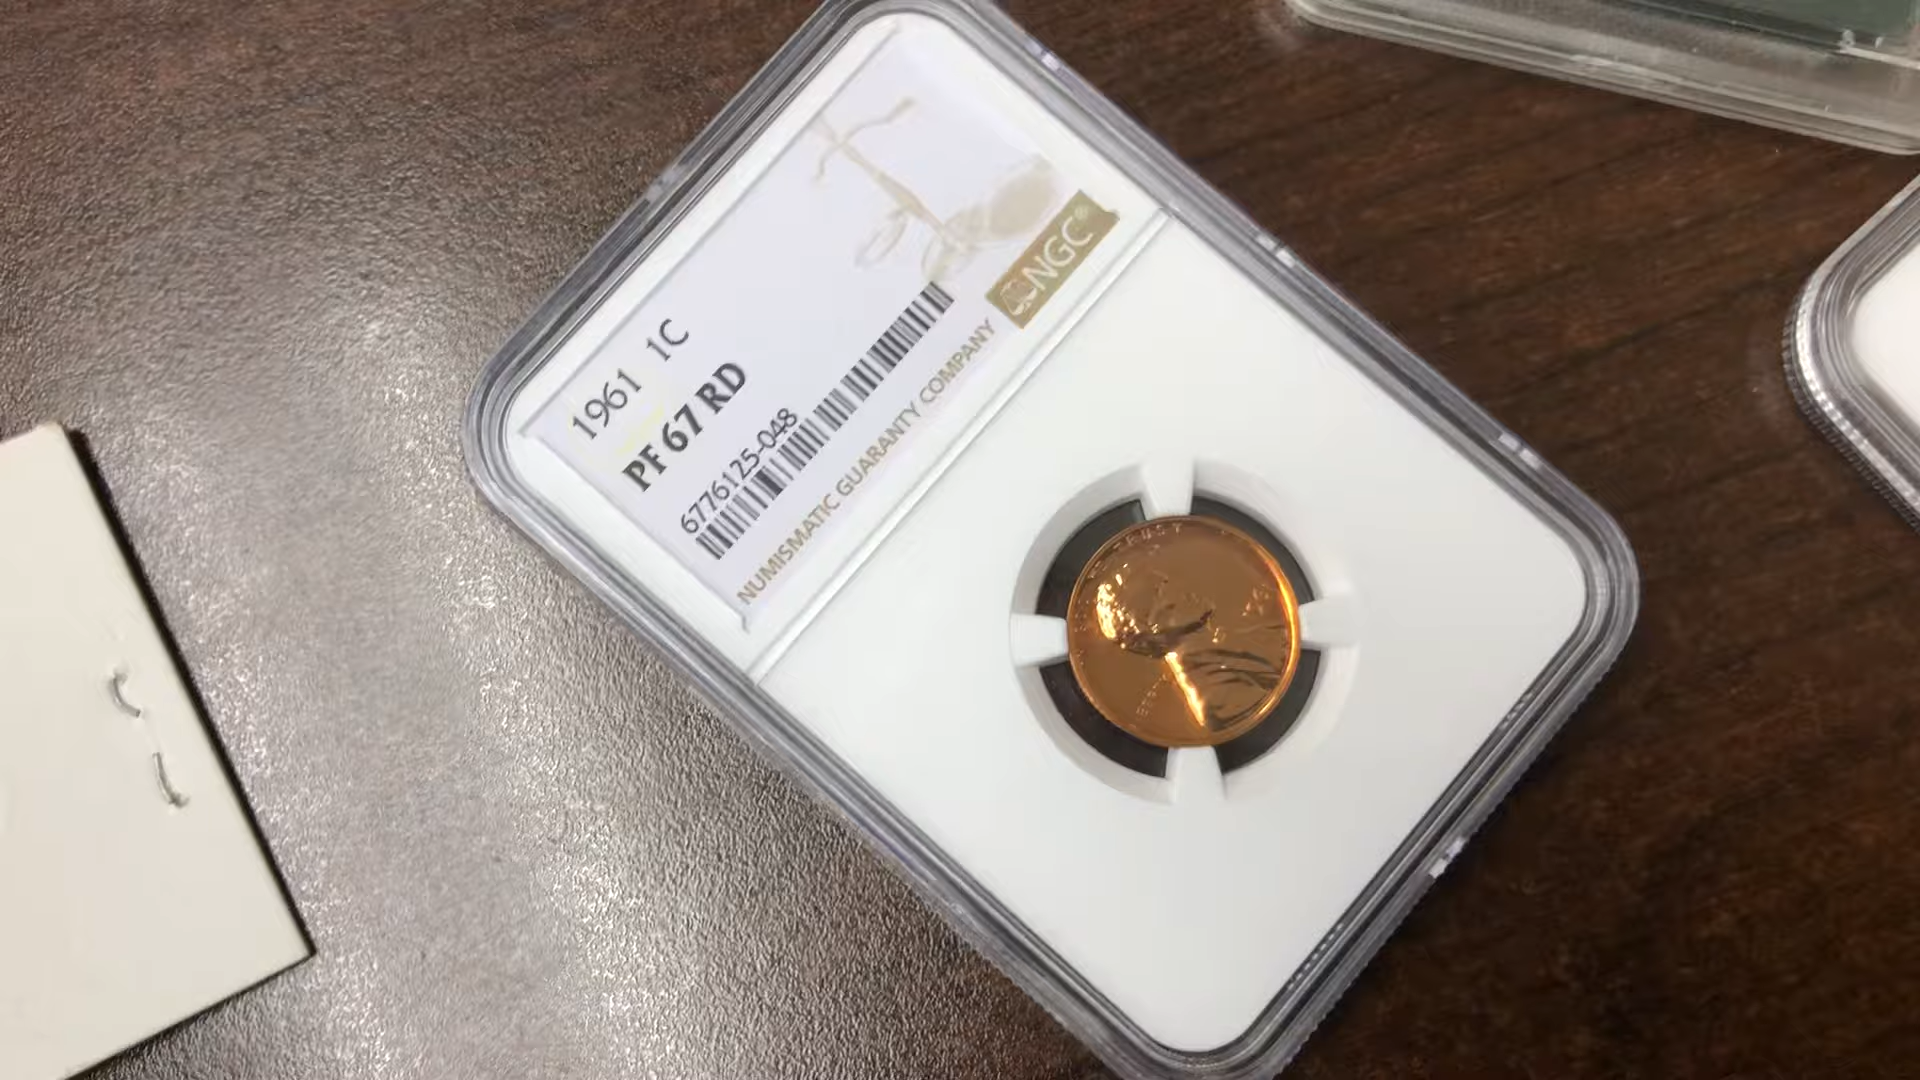 1961 1C
PF 67 RD
6776125-048
NUMISMATIC GUARANTY COMPANY
NGC®